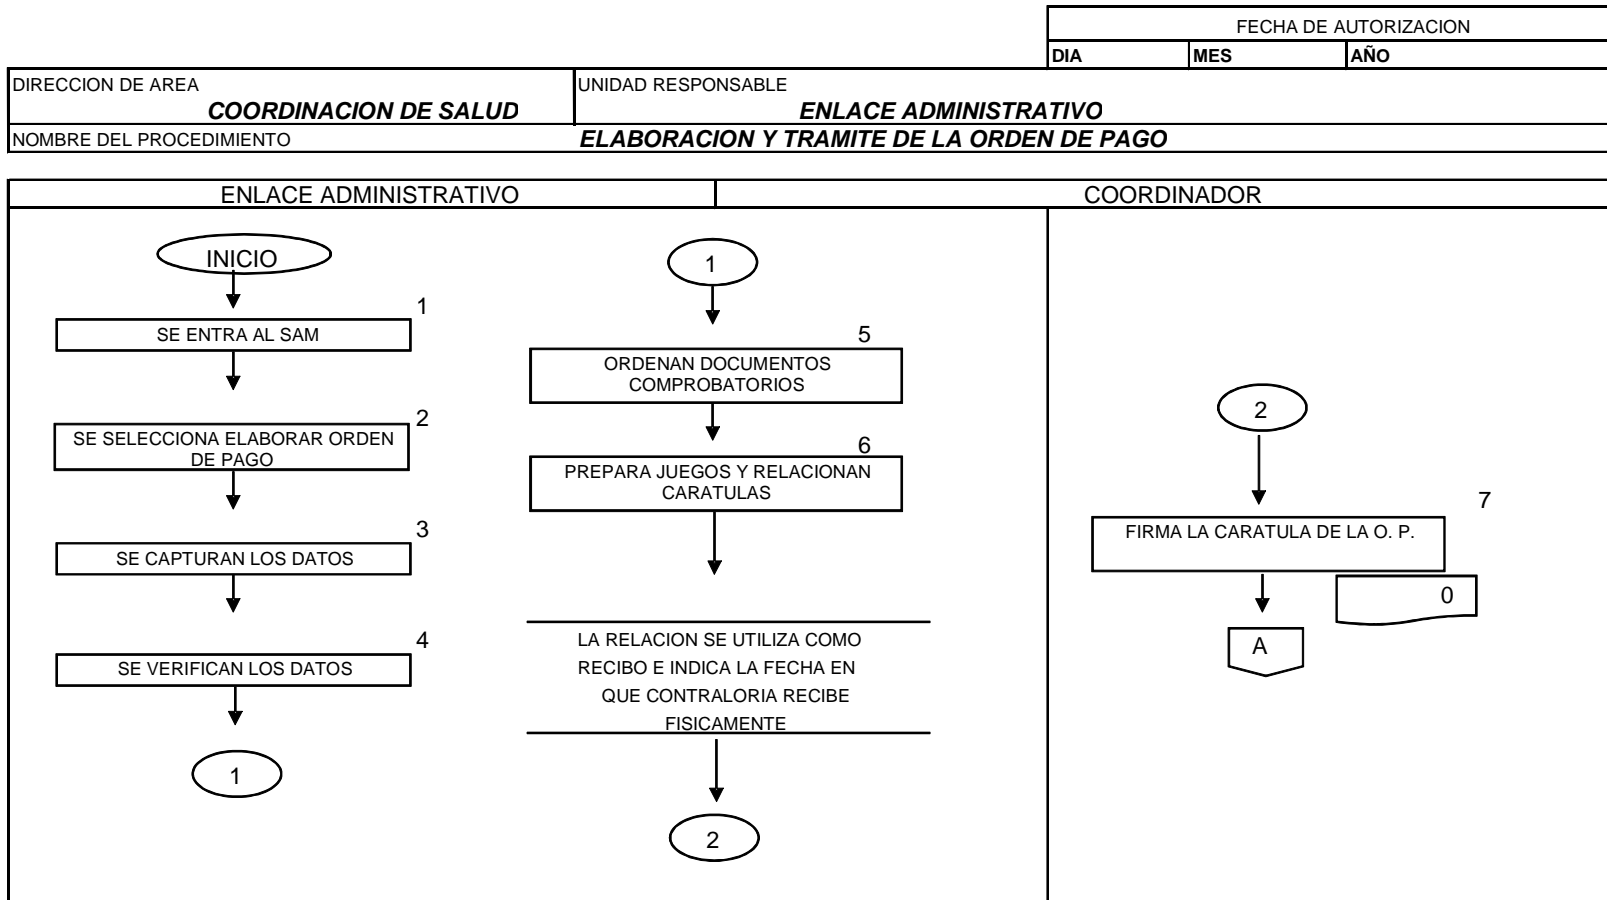 FECHA DE AUTORIZACION
DIA MES AÑO
DIRECCION DE AREA UNIDAD RESPONSABLE
COORDINACION DE SALUD ENLACE ADMINISTRATIVO
NOMBRE DEL PROCEDIMIENTO ELABORACION Y TRAMITE DE LA ORDEN DE PAGO
ENLACE ADMINISTRATIVO COORDINADOR
INICIO
1
SE ENTRA AL SAM
2
SE SELECCIONA ELABORAR ORDEN
DE PAGO
3
SE CAPTURAN LOS DATOS
4
SE VERIFICAN LOS DATOS
1
1
5
ORDENAN DOCUMENTOS
COMPROBATORIOS
6
PREPARA JUEGOS Y RELACIONAN
CARATULAS
LA RELACION SE UTILIZA COMO
RECIBO E INDICA LA FECHA EN
QUE CONTRALORIA RECIBE
FISICAMENTE
2
2
7
FIRMA LA CARATULA DE LA O. P.
0
A